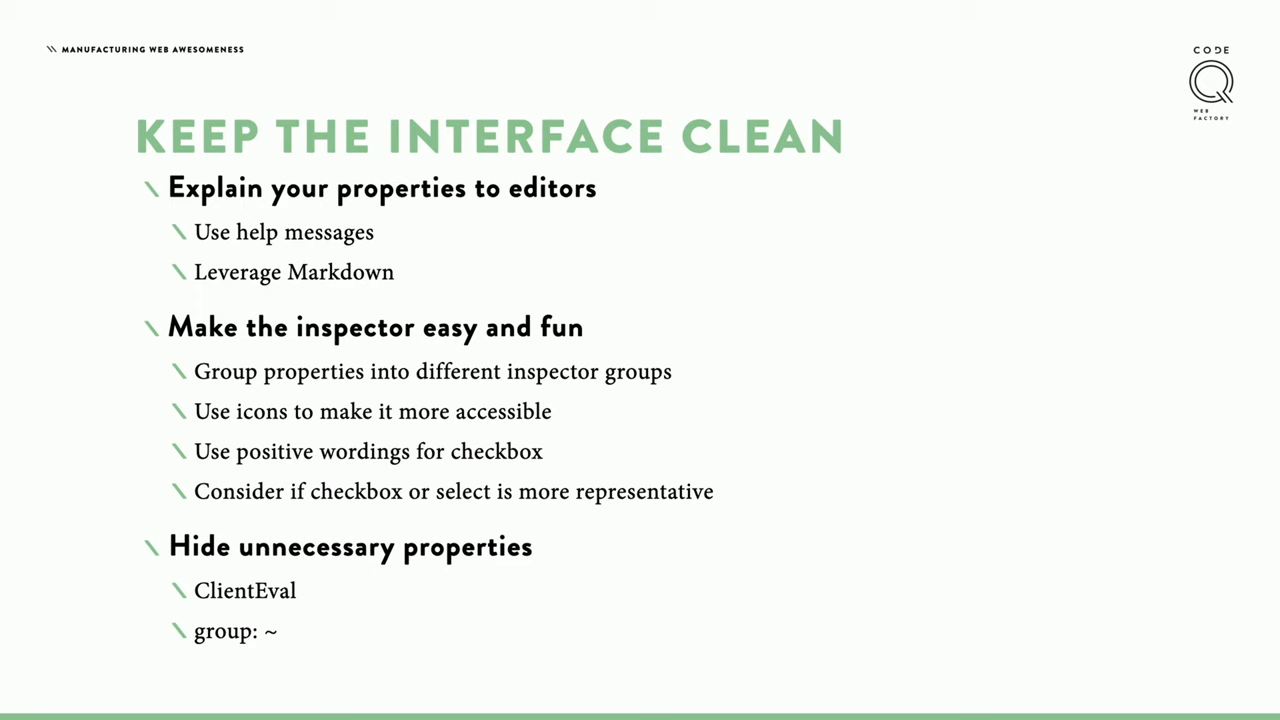 MANUFACTURING WEB AWESOMENESS
CODE
Q
WEB
FACTORY
KEEP THE INTERFACE CLEAN
Explain your properties to editors
Use help messages
Leverage Markdown
Make the inspector easy and fun
Group properties into different inspector groups
Use icons to make it more accessible
Use positive wordings for checkbox
Consider if checkbox or select is more representative
Hide unnecessary properties
ClientEval
group: ~